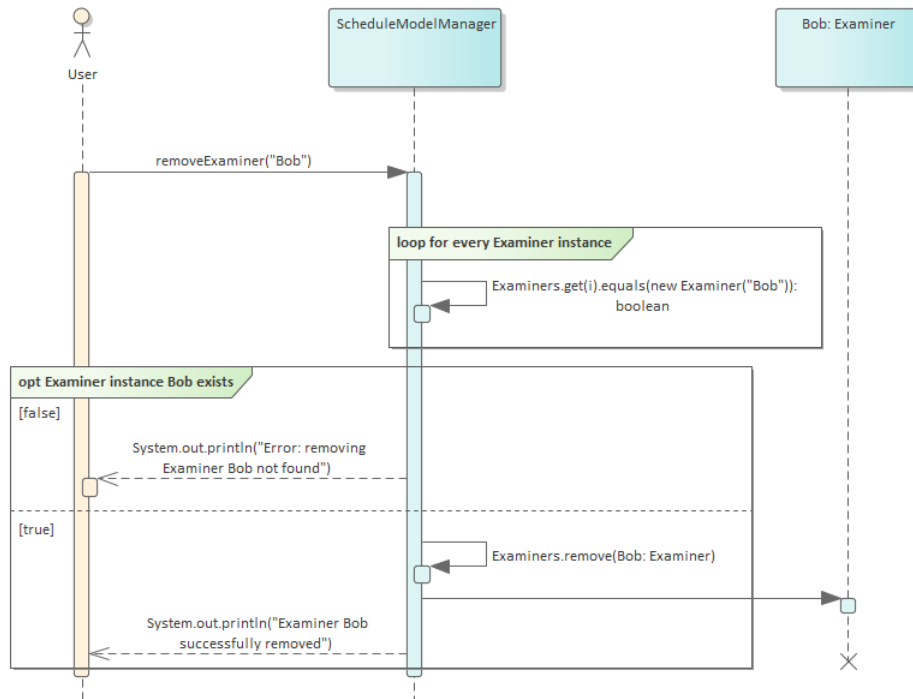 ScheduleModelManager
Bob: Examiner
User
removeExaminer("Bob")
loop for every Examiner instance
Examiners.get(i).equals(new Examiner("Bob")):
boolean
opt Examiner instance Bob exists
[false]
System.out.println("Error: removing
Examiner Bob not found")
[true]
Examiners.remove(Bob: Examiner)
System.out.println("Examiner Bob
successfully removed")